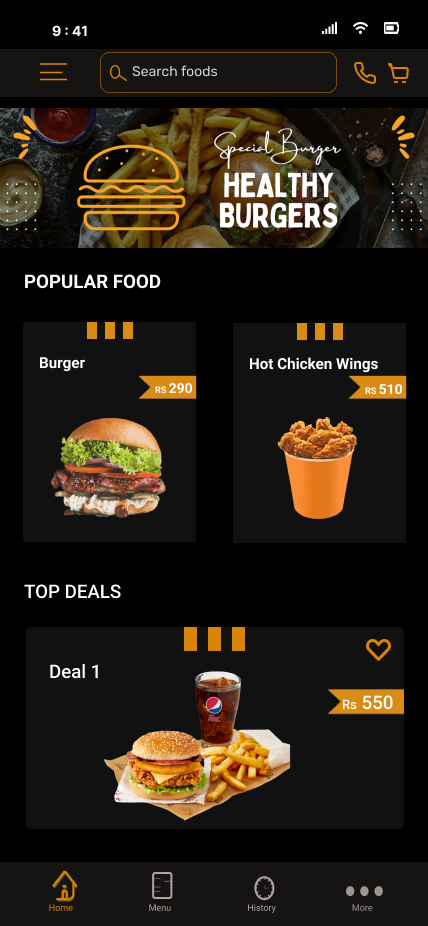 9 : 41
Search foods
Special Burger
HEALTHY
BURGERS
POPULAR FOOD
Burger
RS 290
Hot Chicken Wings
RS 510
TOP DEALS
Deal 1
Rs 550
Home
Menu
History
More